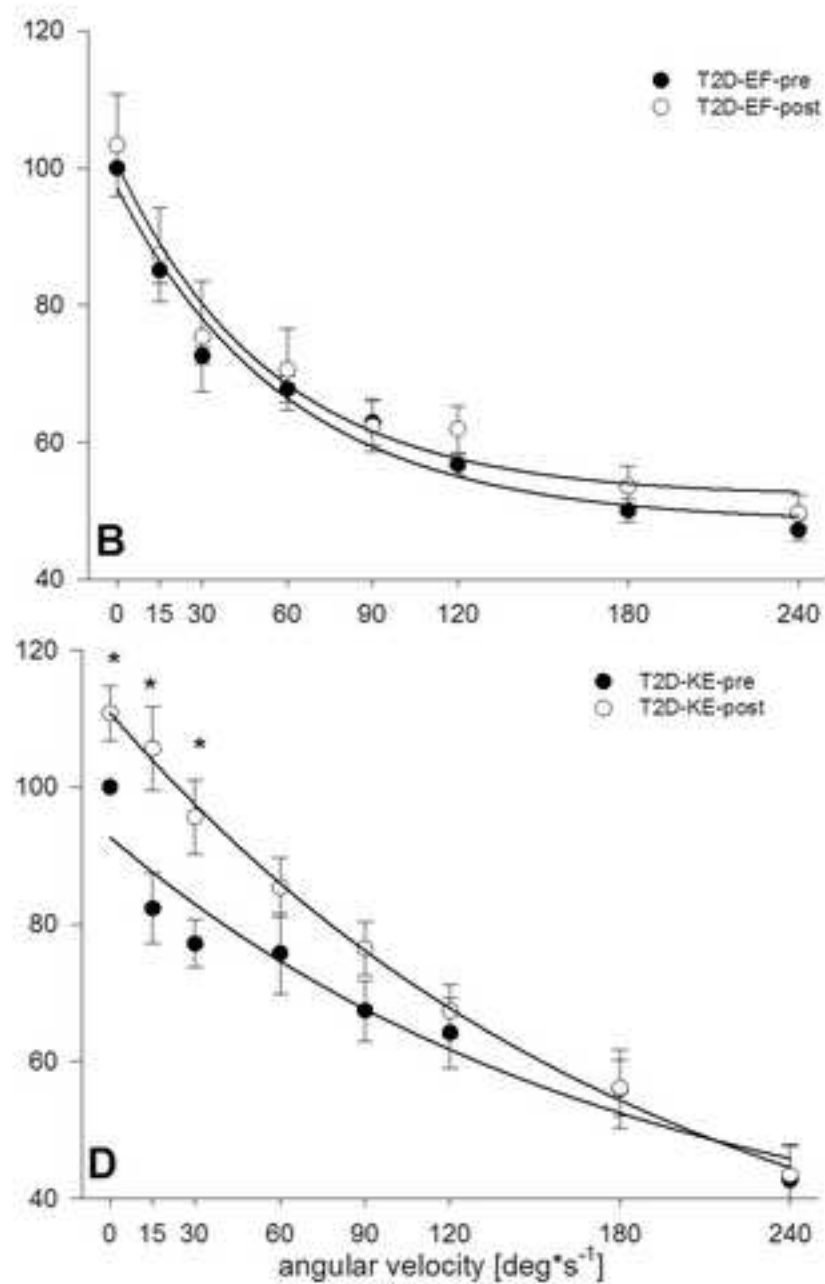 120
T2D-EF-pre
T2D-EF-post
100
80
60
B
40
0 15 30 60 90 120 180 240
120
* * *
T2D-KE-pre
T2D-KE-post
100
80
60
D
40
0 15 30 60 90 120 180 240
angular velocity [deg*s⁻¹]